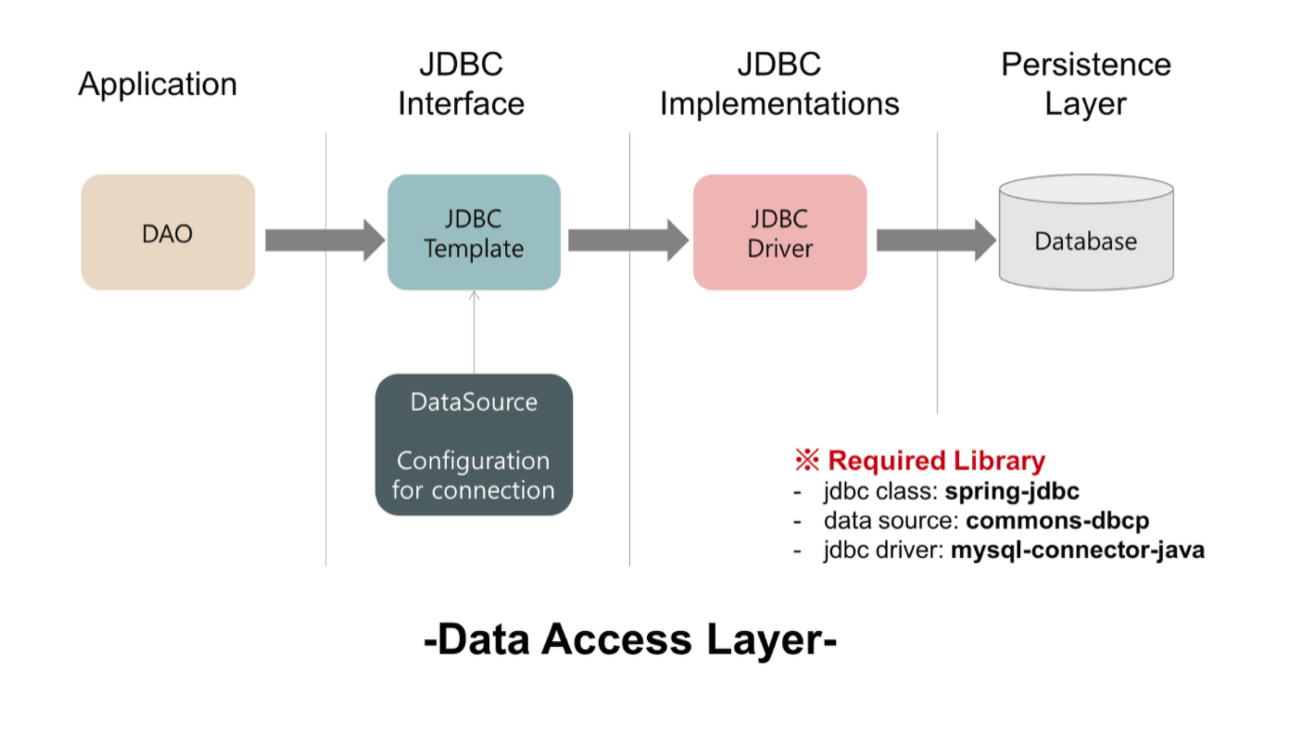 Application
JDBC
Interface
JDBC
Implementations
Persistence
Layer
DAO
JDBC
Template
JDBC
Driver
Database
DataSource
Configuration
for connection
※ Required Library
- jdbc class: spring-jdbc
- data source: commons-dbcp
- jdbc driver: mysql-connector-java
-Data Access Layer-